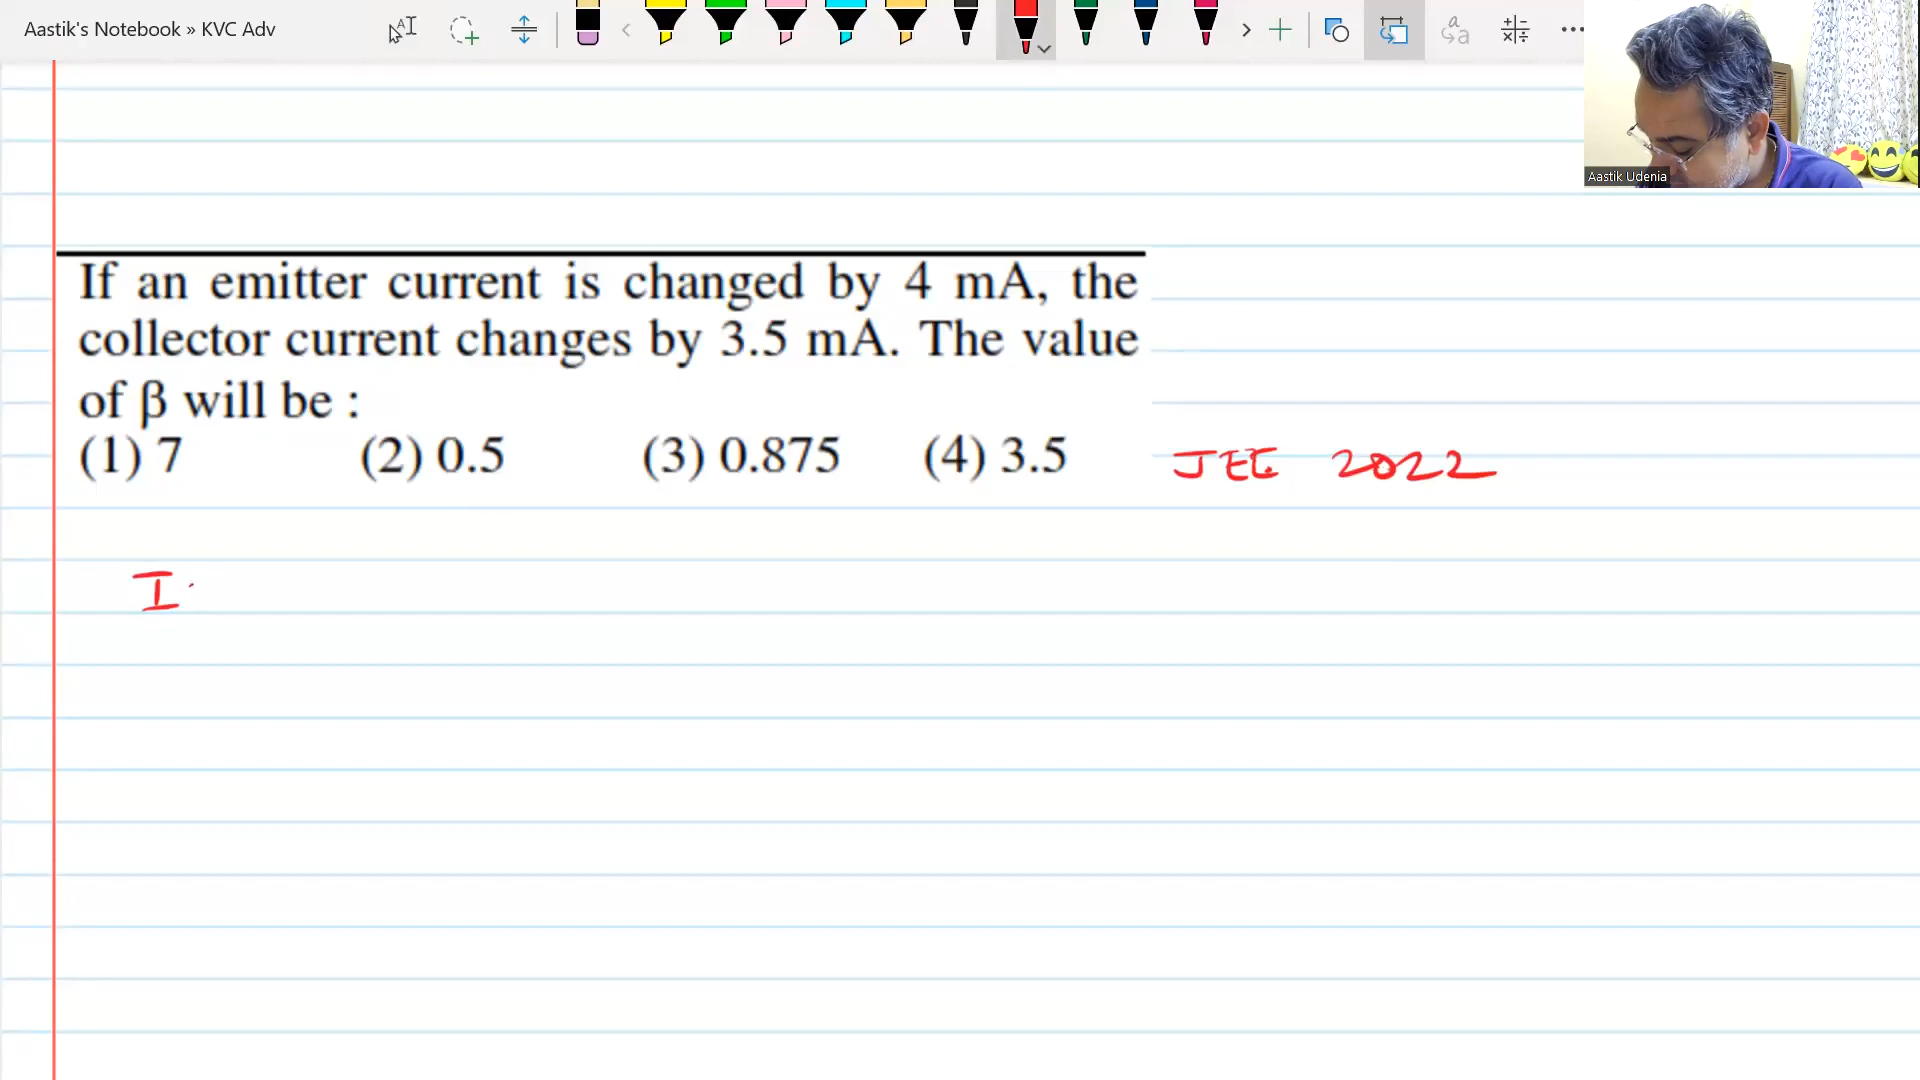 Aastik's Notebook » KVC Adv
Aastik Udenia
If an emitter current is changed by 4 mA, the
collector current changes by 3.5 mA. The value
of β will be :
(1) 7 (2) 0.5 (3) 0.875 (4) 3.5
JEE 2022
I